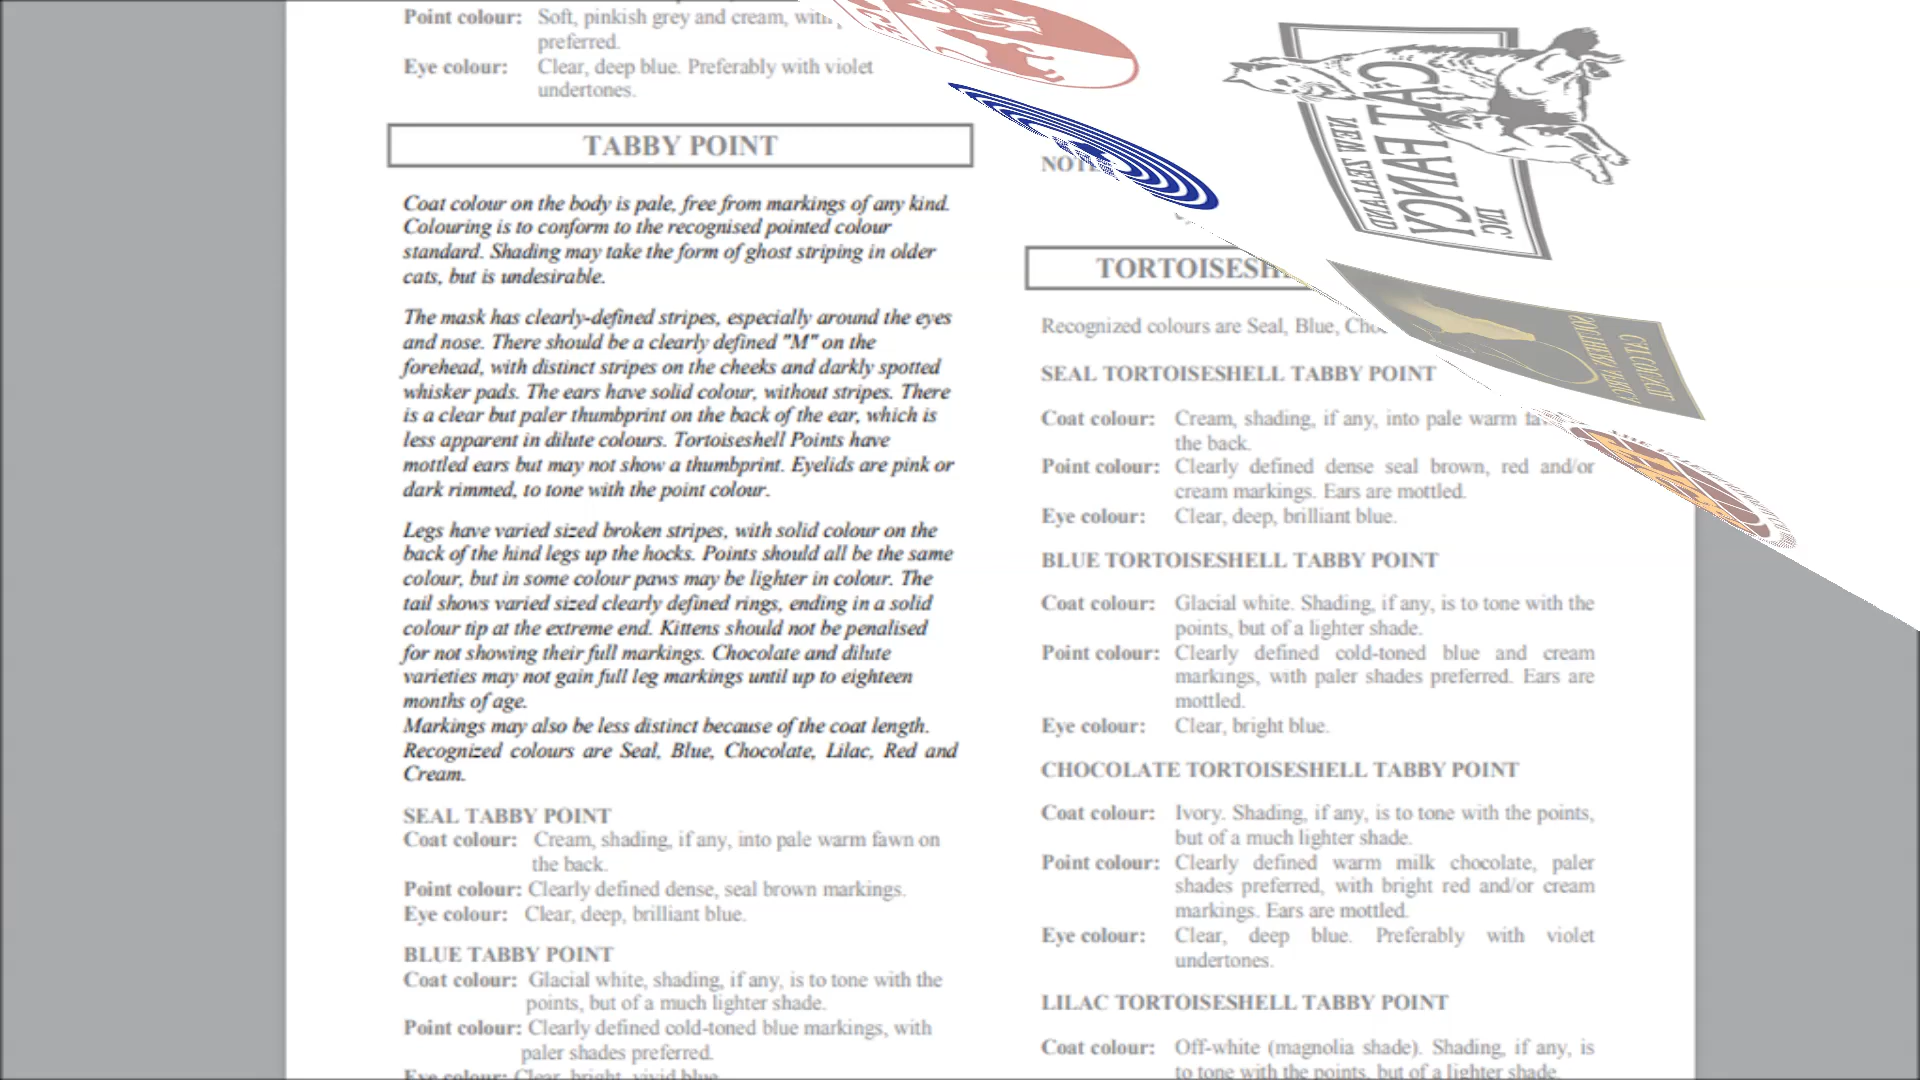 Point colour: Soft, pinkish grey and cream, with
preferred.
Eye colour: Clear, deep blue. Preferably with violet
undertones.
TABBY POINT
Coat colour on the body is pale, free from markings of any kind.
Colouring is to conform to the recognised pointed colour
standard. Shading may take the form of ghost striping in older
cats, but is undesirable.
The mask has clearly-defined stripes, especially around the eyes
and nose. There should be a clearly defined "M" on the
forehead, with distinct stripes on the cheeks and darkly spotted
whisker pads. The ears have solid colour, without stripes. There
is a clear but paler thumbprint on the back of the ear, which is
less apparent in dilute colours. Tortoiseshell Points have
mottled ears but may not show a thumbprint. Eyelids are pink or
dark rimmed, to tone with the point colour.
Legs have varied sized broken stripes, with solid colour on the
back of the hind legs up the hocks. Points should all be the same
colour, but in some colour paws may be lighter in colour. The
tail shows varied sized clearly defined rings, ending in a solid
colour tip at the extreme end. Kittens should not be penalised
for not showing their full markings. Chocolate and dilute
varieties may not gain full leg markings until up to eighteen
months of age.
Markings may also be less distinct because of the coat length.
Recognized colours are Seal, Blue, Chocolate, Lilac, Red and
Cream.
SEAL TABBY POINT
Coat colour: Cream, shading, if any, into pale warm fawn on
the back.
Point colour: Clearly defined dense, seal brown markings.
Eye colour: Clear, deep, brilliant blue.
BLUE TABBY POINT
Coat colour: Glacial white, shading, if any, is to tone with the
points, but of a much lighter shade.
Point colour: Clearly defined cold-toned blue markings, with
paler shades preferred.
Eye colour: Clear, bright, vivid blue.
NEW ZEALAND
CAT FANCY
INC.
NOTE
TORTOISESH
Recognized colours are Seal, Blue, Cho
SEAL TORTOISESHELL TABBY POINT
Coat colour: Cream, shading, if any, into pale warm fa
the back.
Point colour: Clearly defined dense seal brown, red and/or
cream markings. Ears are mottled.
Eye colour: Clear, deep, brilliant blue.
BLUE TORTOISESHELL TABBY POINT
Coat colour: Glacial white. Shading, if any, is to tone with the
points, but of a lighter shade.
Point colour: Clearly defined cold-toned blue and cream
markings, with paler shades preferred. Ears are
mottled.
Eye colour: Clear, bright blue.
CHOCOLATE TORTOISESHELL TABBY POINT
Coat colour: Ivory. Shading, if any, is to tone with the points,
but of a much lighter shade.
Point colour: Clearly defined warm milk chocolate, paler
shades preferred, with bright red and/or cream
markings. Ears are mottled.
Eye colour: Clear, deep blue. Preferably with violet
undertones.
LILAC TORTOISESHELL TABBY POINT
Coat colour: Off-white (magnolia shade). Shading, if any, is
to tone with the points, but of a lighter shade.